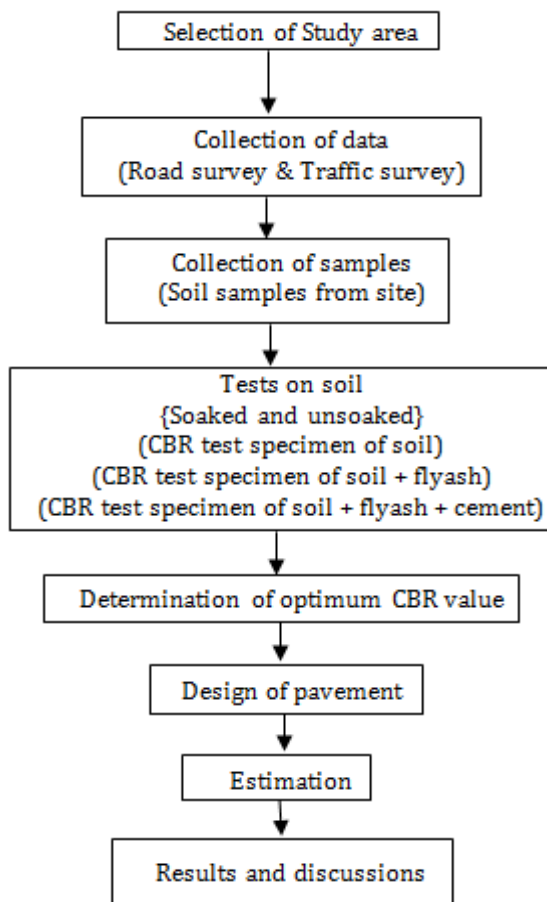 Selection of Study area
Collection of data
(Road survey & Traffic survey)
Collection of samples
(Soil samples from site)
Tests on soil
{Soaked and unsoaked}
(CBR test specimen of soil)
(CBR test specimen of soil + flyash)
(CBR test specimen of soil + flyash + cement)
Determination of optimum CBR value
Design of pavement
Estimation
Results and discussions